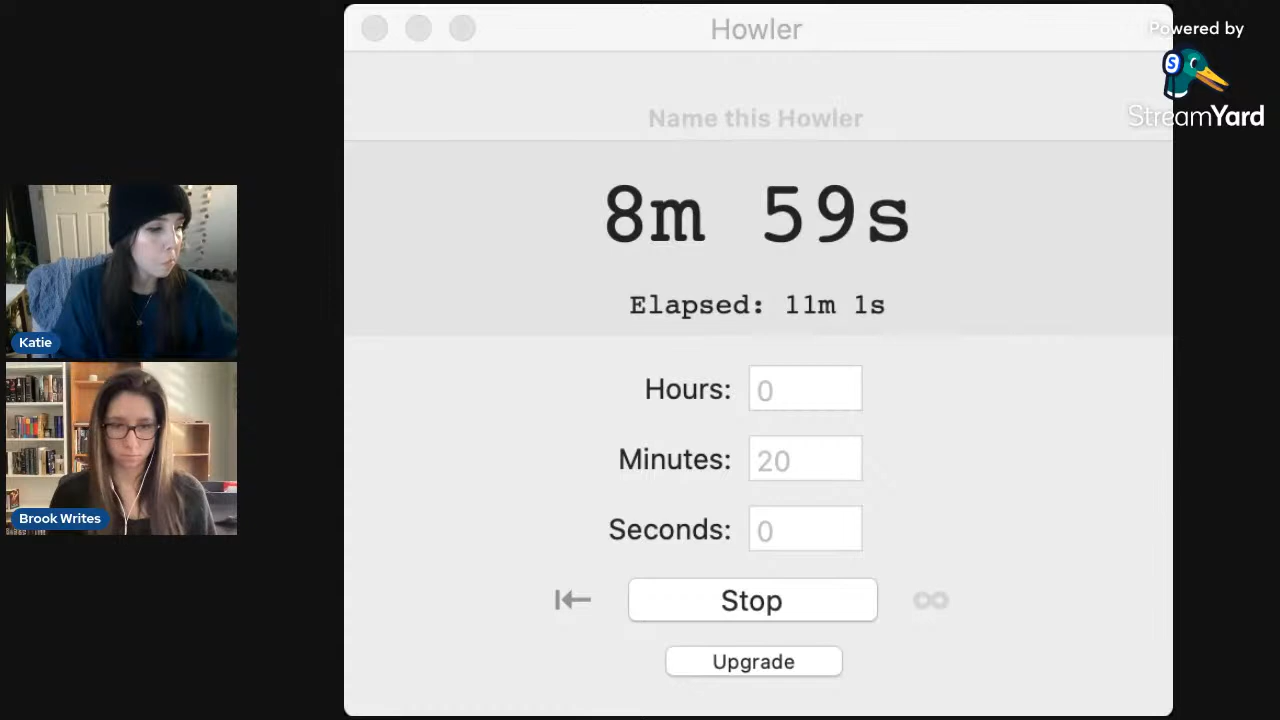 Howler
Powered by
StreamYard
Name this Howler
8m 59s
Elapsed: 11m 1s
Hours: 0
Minutes: 20
Seconds: 0
Stop
Upgrade
Katie
Brook Writes